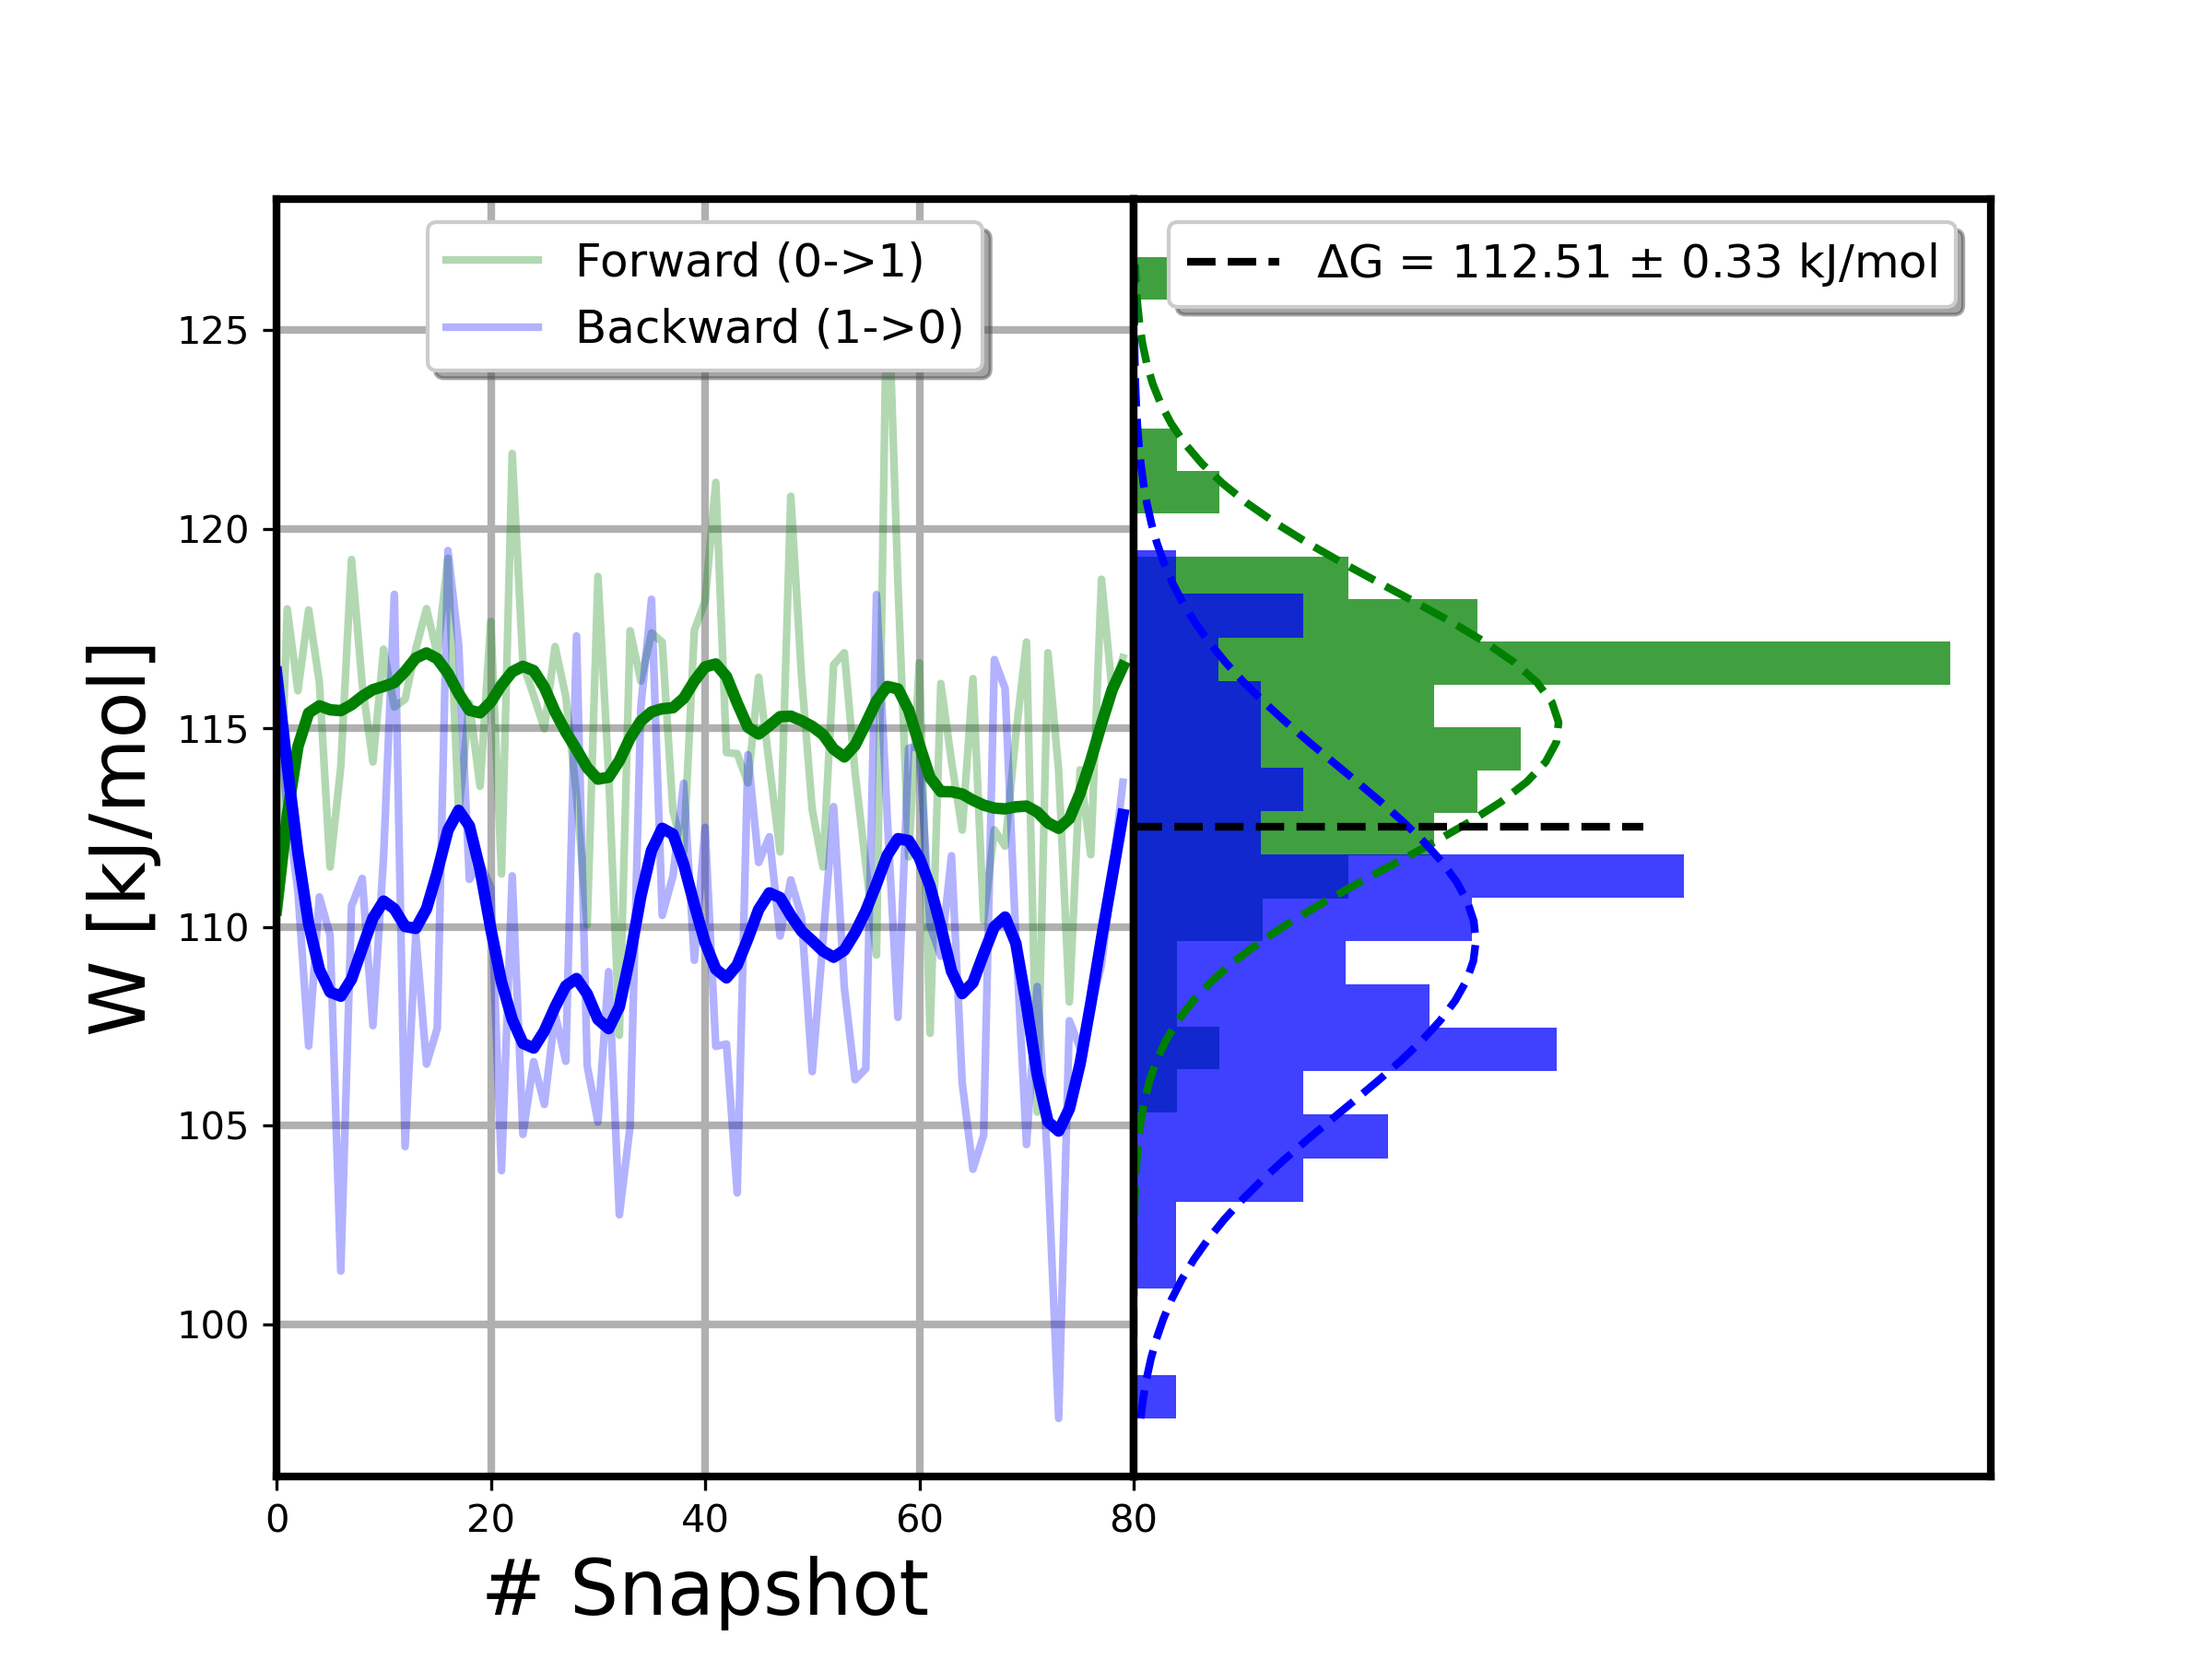 Forward (0->1)
Backward (1->0)
ΔG = 112.51 ± 0.33 kJ/mol
W [kJ/mol]
125
120
115
110
105
100
0
20
40
60
80
# Snapshot